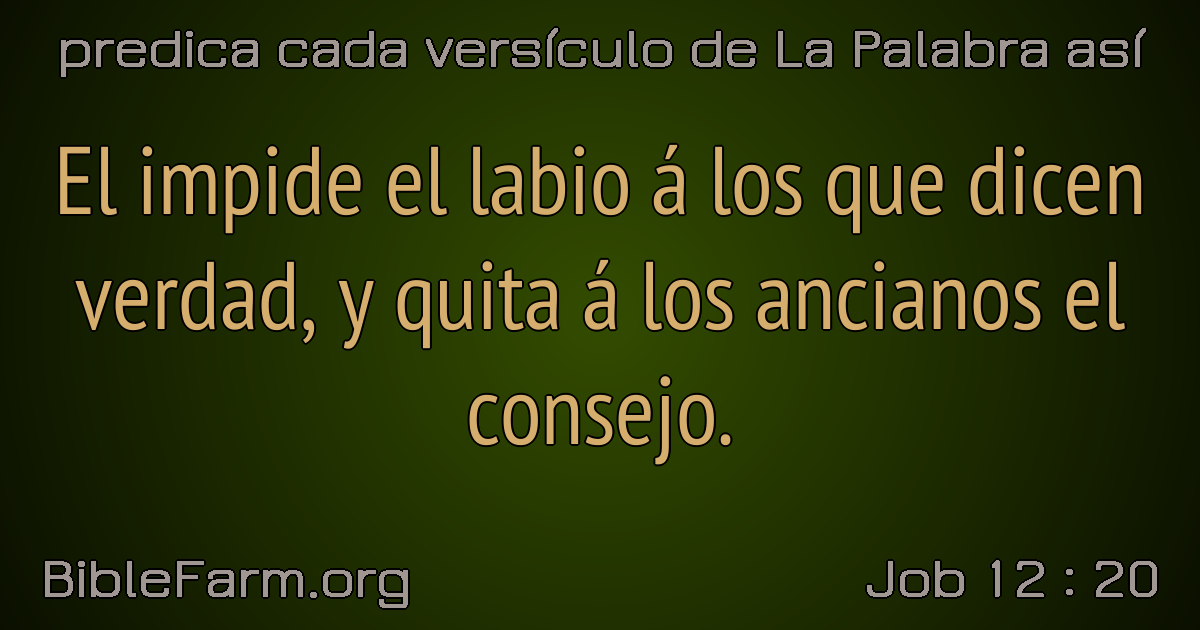 predica cada versículo de La Palabra así
El impide el labio á los que dicen
verdad, y quita á los ancianos el
consejo.
BibleFarm.org
Job 12 : 20